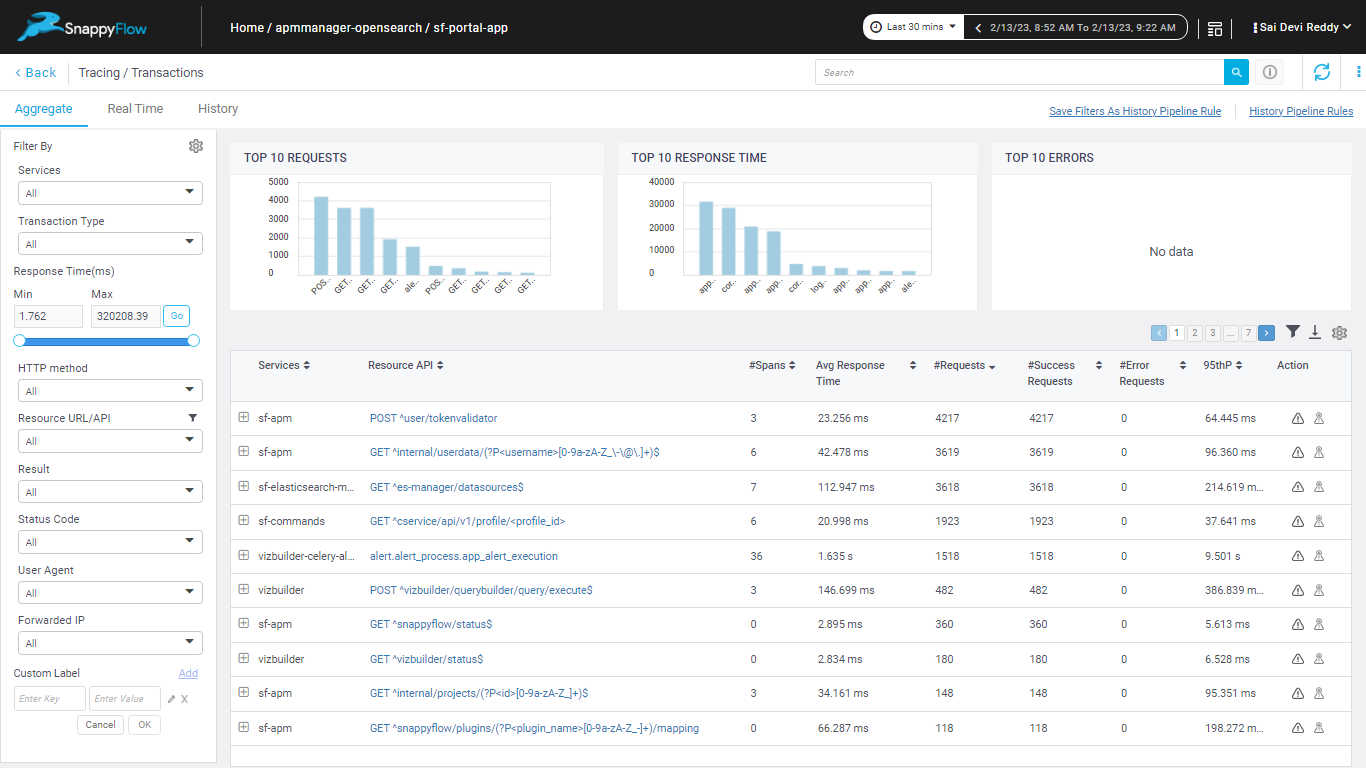 SnappyFlow
Home / apmmanager-opensearch / sf-portal-app
Last 30 mins
2/13/23, 8:52 AM To 2/13/23, 9:22 AM
Sai Devi Reddy
Back
Tracing / Transactions
Search
Aggregate Real Time History
Save Filters As History Pipeline Rule
History Pipeline Rules
Filter By
Services
All
Transaction Type
All
Response Time(ms)
Min Max
1.762 320208.39 Go
HTTP method
All
Resource URL/API
All
Result
All
Status Code
All
User Agent
All
Forwarded IP
All
Custom Label Add
Enter Key Enter Value X
Cancel OK
TOP 10 REQUESTS
5000
4000
3000
2000
1000
0
POS.. GET.. GET.. GET.. ale.. POS.. GET.. GET.. GET.. GET..
TOP 10 RESPONSE TIME
40000
30000
20000
10000
0
app.. cor.. app.. app.. cor.. log.. app.. app.. app.. ale..
TOP 10 ERRORS
No data
1 2 3 ... 7
Services Resource API #Spans Avg Response Time #Requests #Success Requests #Error Requests 95thP Action
sf-apm POST ^user/tokenvalidator 3 23.256 ms 4217 4217 0 64.445 ms
sf-apm GET ^internal/userdata/(?P<username>[0-9a-zA-Z_\-\@\.]+)$ 6 42.478 ms 3619 3619 0 96.360 ms
sf-elasticsearch-m... GET ^es-manager/datasources$ 7 112.947 ms 3618 3618 0 214.619 m...
sf-commands GET ^cservice/api/v1/profile/<profile_id> 6 20.998 ms 1923 1923 0 37.641 ms
vizbuilder-celery-al... alert.alert_process.app_alert_execution 36 1.635 s 1518 1518 0 9.501 s
vizbuilder POST ^vizbuilder/querybuilder/query/execute$ 3 146.699 ms 482 482 0 386.839 m...
sf-apm GET ^snappyflow/status$ 0 2.895 ms 360 360 0 5.613 ms
vizbuilder GET ^vizbuilder/status$ 0 2.834 ms 180 180 0 6.528 ms
sf-apm GET ^internal/projects/(?P<id>[0-9a-zA-Z_]+)$ 3 34.161 ms 148 148 0 95.351 ms
sf-apm GET ^snappyflow/plugins/(?P<plugin_name>[0-9a-zA-Z_-]+)/mapping 0 66.287 ms 118 118 0 198.272 m...